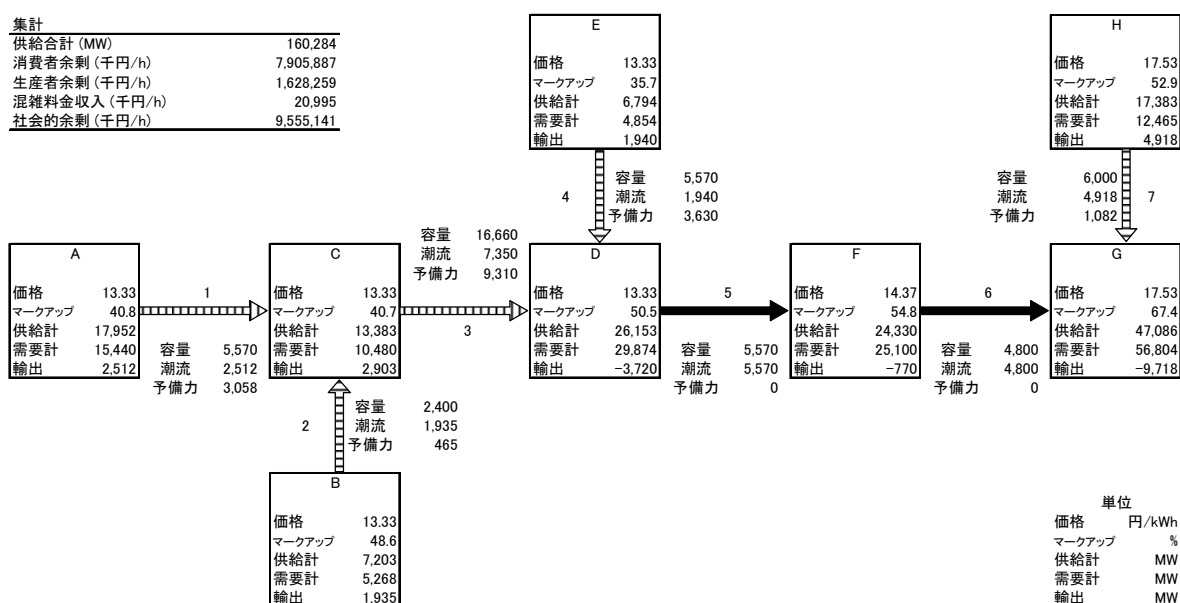 集計
供給合計 (MW) 160,284
消費者余剰 (千円/h) 7,905,887
生産者余剰 (千円/h) 1,628,259
混雑料金収入 (千円/h) 20,995
社会的余剰 (千円/h) 9,555,141
E
価格 13.33
マークアップ 35.7
供給計 6,794
需要計 4,854
輸出 1,940
H
価格 17.53
マークアップ 52.9
供給計 17,383
需要計 12,465
輸出 4,918
4
容量 5,570
潮流 1,940
予備力 3,630
容量 6,000
潮流 4,918
予備力 1,082
7
容量 16,660
潮流 7,350
予備力 9,310
A
価格 13.33
マークアップ 40.8
供給計 17,952
需要計 15,440
輸出 2,512
1
容量 5,570
潮流 2,512
予備力 3,058
C
価格 13.33
マークアップ 40.7
供給計 13,383
需要計 10,480
輸出 2,903
3
D
価格 13.33
マークアップ 50.5
供給計 26,153
需要計 29,874
輸出 −3,720
5
容量 5,570
潮流 5,570
予備力 0
F
価格 14.37
マークアップ 54.8
供給計 24,330
需要計 25,100
輸出 −770
6
容量 4,800
潮流 4,800
予備力 0
G
価格 17.53
マークアップ 67.4
供給計 47,086
需要計 56,804
輸出 −9,718
2
容量 2,400
潮流 1,935
予備力 465
B
価格 13.33
マークアップ 48.6
供給計 7,203
需要計 5,268
輸出 1,935
単位
価格 円/kWh
マークアップ %
供給計 MW
需要計 MW
輸出 MW